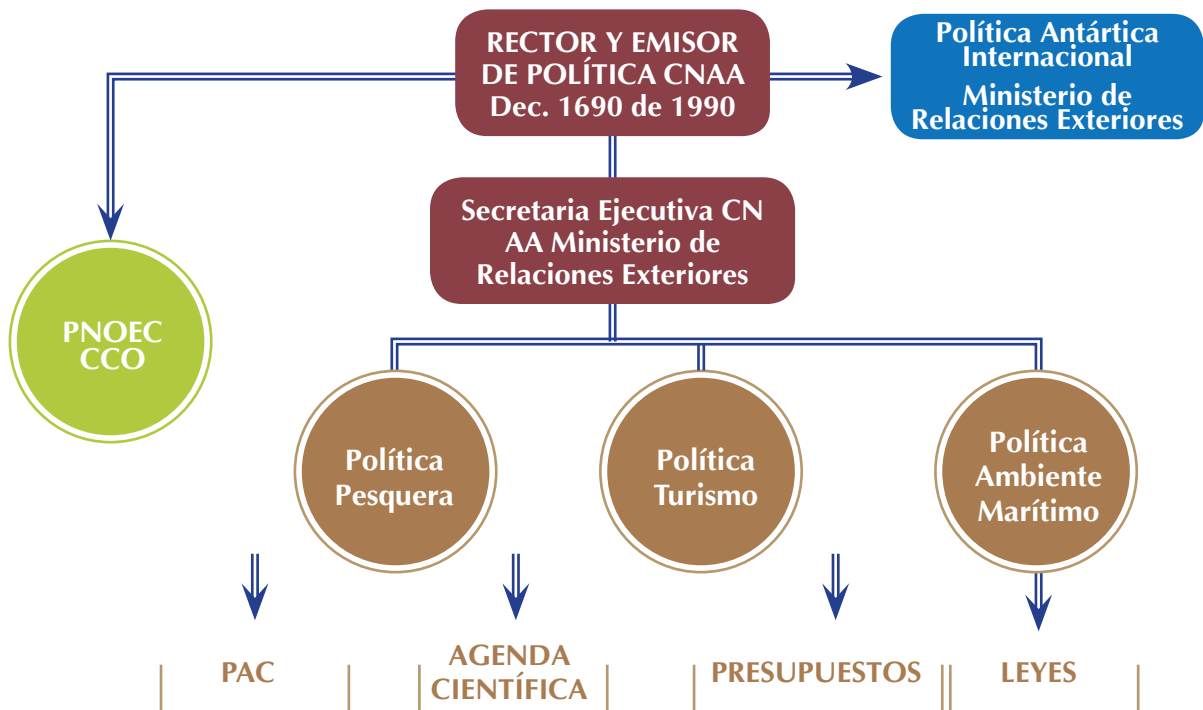 RECTOR Y EMISOR
DE POLÍTICA CNAA
Dec. 1690 de 1990
Política Antártica
Internacional
Ministerio de
Relaciones Exteriores
Secretaria Ejecutiva CN
AA Ministerio de
Relaciones Exteriores
PNOEC
CCO
Política
Pesquera
Política
Turismo
Política
Ambiente
Marítimo
PAC
AGENDA
CIENTÍFICA
PRESUPUESTOS
LEYES